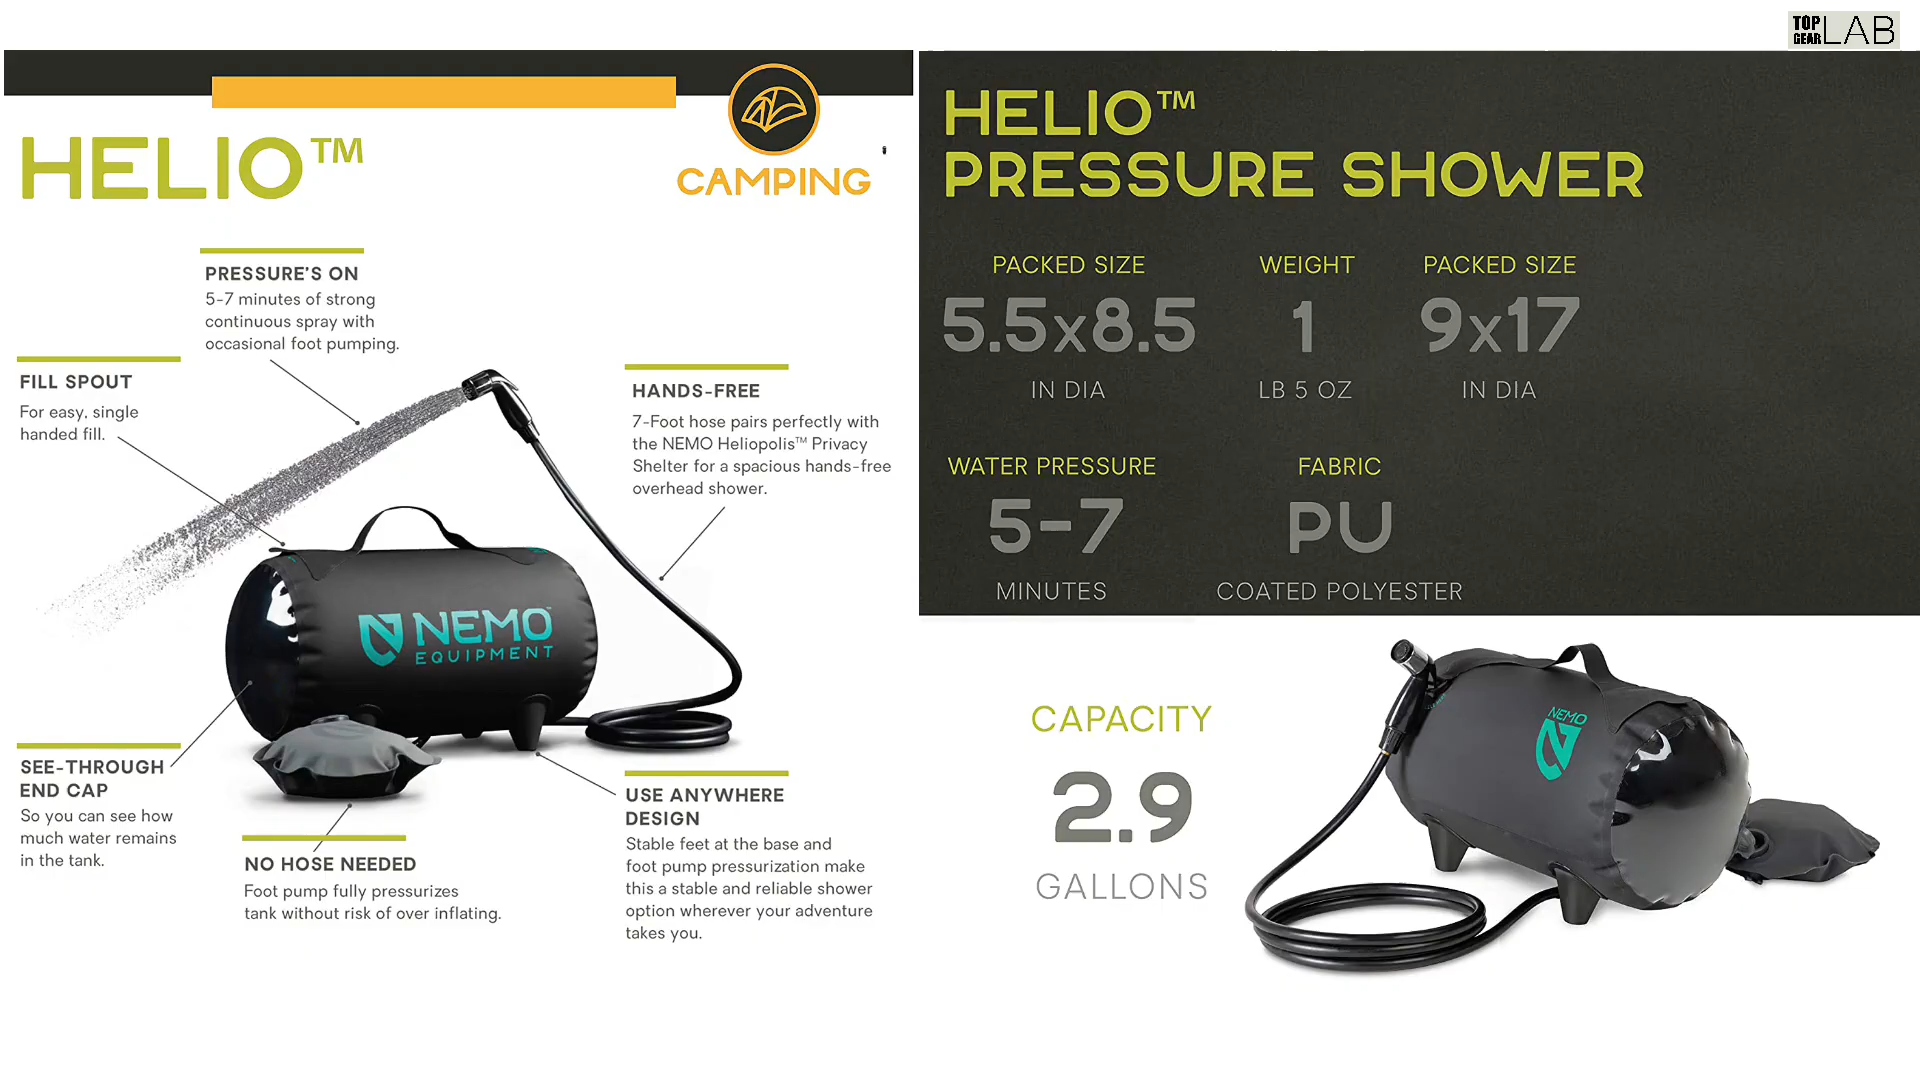 TOP
GEAR LAB
HELIO™
CAMPING
PRESSURE'S ON
5-7 minutes of strong
continuous spray with
occasional foot pumping.
FILL SPOUT
For easy, single
handed fill.
HANDS-FREE
7-Foot hose pairs perfectly with
the NEMO Heliopolis™ Privacy
Shelter for a spacious hands-free
overhead shower.
NEMO™
EQUIPMENT
SEE-THROUGH
END CAP
So you can see how
much water remains
in the tank.
NO HOSE NEEDED
Foot pump fully pressurizes
tank without risk of over inflating.
USE ANYWHERE
DESIGN
Stable feet at the base and
foot pump pressurization make
this a stable and reliable shower
option wherever your adventure
takes you.
HELIO™
PRESSURE SHOWER
PACKED SIZE
5.5x8.5
IN DIA
WEIGHT
1
LB 5 OZ
PACKED SIZE
9x17
IN DIA
WATER PRESSURE
5-7
MINUTES
FABRIC
PU
COATED POLYESTER
CAPACITY
2.9
GALLONS
NEMO